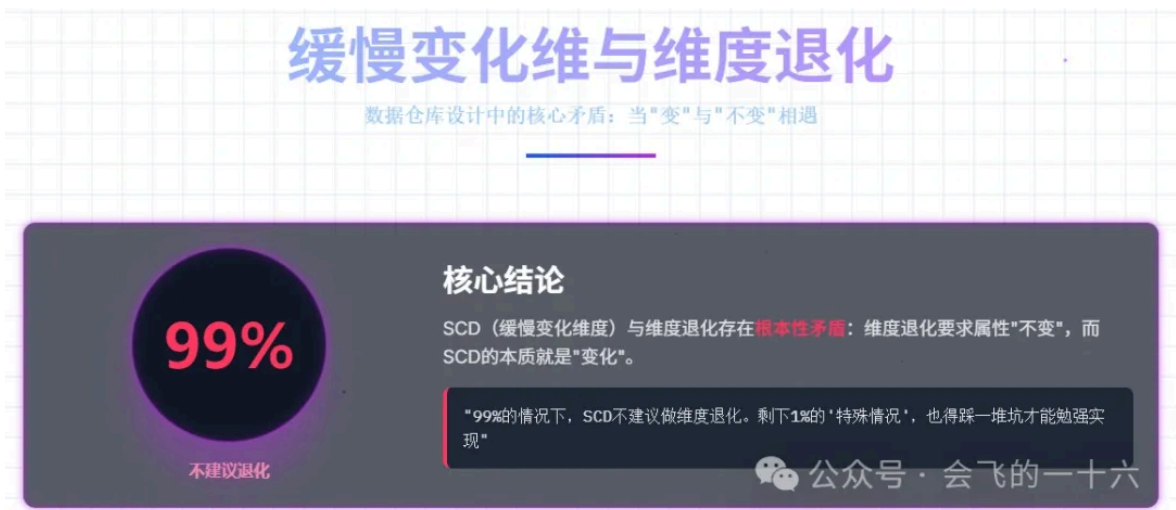 缓慢变化维与维度退化
数据仓库设计中的核心矛盾：当"变"与"不变"相遇
99%
不建议退化
核心结论
SCD（缓慢变化维度）与维度退化存在根本性矛盾：维度退化要求属性"不变"，而
SCD的本质就是"变化"。
"99%的情况下，SCD不建议做维度退化。剩下1%的'特殊情况'，也得踩一堆坑才能勉强实
现"
公众号·会飞的一十六